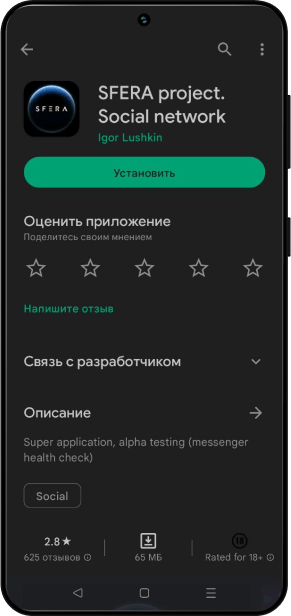 SFERA
SFERA project.
Social network
Igor Lushkin
Установить
Оценить приложение
Поделитесь своим мнением
Напишите отзыв
Связь с разработчиком
Описание
Super application, alpha testing (messenger
health check)
Social
2.8★
625 отзывов
65 МБ
Rated for 18+